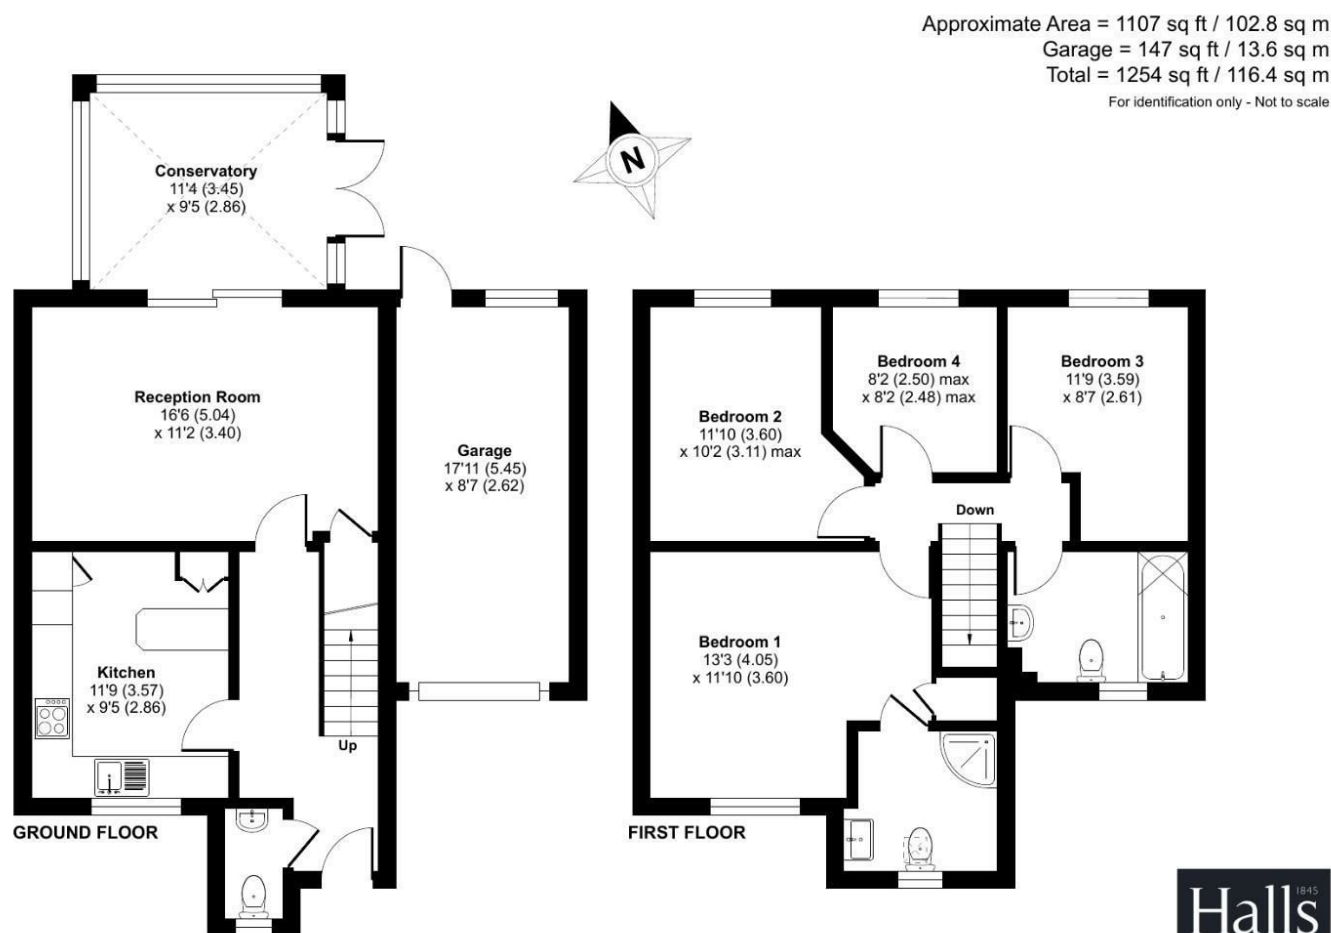 Approximate Area = 1107 sq ft / 102.8 sq m
Garage = 147 sq ft / 13.6 sq m
Total = 1254 sq ft / 116.4 sq m
For identification only - Not to scale
N
Conservatory
11'4 (3.45)
x 9'5 (2.86)
Reception Room
16'6 (5.04)
x 11'2 (3.40)
Garage
17'11 (5.45)
x 8'7 (2.62)
Kitchen
11'9 (3.57)
x 9'5 (2.86)
Up
GROUND FLOOR
Bedroom 2
11'10 (3.60)
x 10'2 (3.11) max
Bedroom 4
8'2 (2.50) max
x 8'2 (2.48) max
Bedroom 3
11'9 (3.59)
x 8'7 (2.61)
Down
Bedroom 1
13'3 (4.05)
x 11'10 (3.60)
FIRST FLOOR
Halls
1845